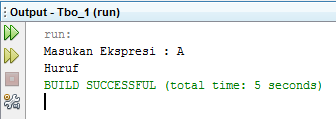 Output - Tbo_1 (run)
run:
Masukan Ekspresi : A
Huruf
BUILD SUCCESSFUL (total time: 5 seconds)